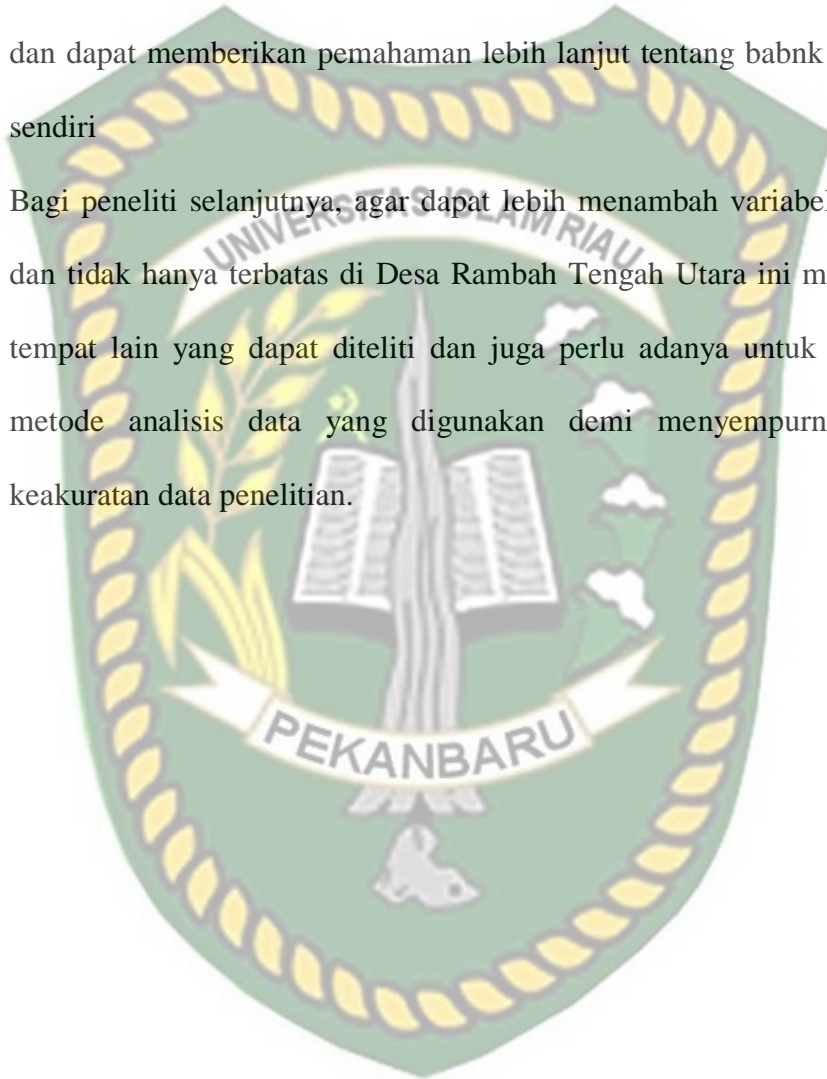 dan dapat memberikan pemahaman lebih lanjut tentang babnk
sendiri
Bagi peneliti selanjutnya, agar dapat lebih menambah variabel
UNIVERSITAS ISLAM RIAU
dan tidak hanya terbatas di Desa Rambah Tengah Utara ini m
tempat lain yang dapat diteliti dan juga perlu adanya untuk
metode analisis data yang digunakan demi menyempurn
keakuratan data penelitian.
PEKANBARU